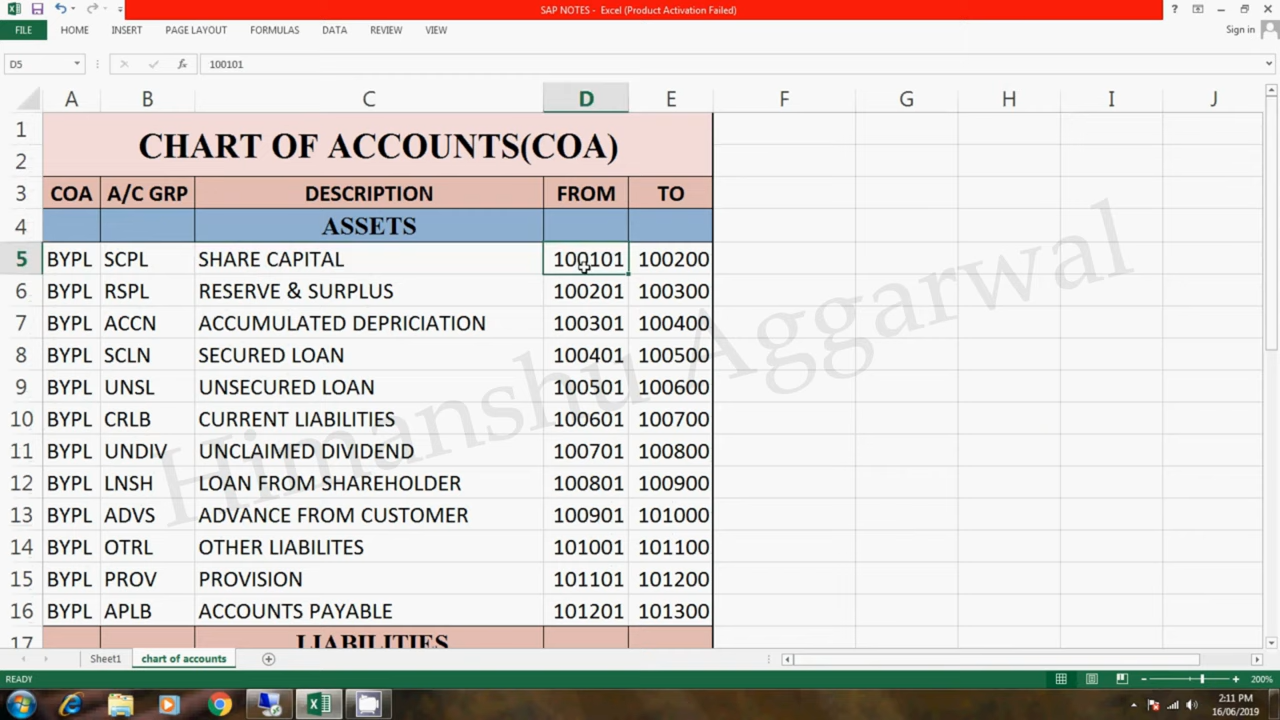 SAP NOTES - Excel (Product Activation Failed)
FILE HOME INSERT PAGE LAYOUT FORMULAS DATA REVIEW VIEW Sign in
D5 fx 100101
A B C D E F G H I J
1 CHART OF ACCOUNTS(COA)
2
3 COA A/C GRP DESCRIPTION FROM TO
4 ASSETS
5 BYPL SCPL SHARE CAPITAL 100101 100200
6 BYPL RSPL RESERVE & SURPLUS 100201 100300
7 BYPL ACCN ACCUMULATED DEPRICIATION 100301 100400
8 BYPL SCLN SECURED LOAN 100401 100500
9 BYPL UNSL UNSECURED LOAN 100501 100600
10 BYPL CRLB CURRENT LIABILITIES 100601 100700
11 BYPL UNDIV UNCLAIMED DIVIDEND 100701 100800
12 BYPL LNSH LOAN FROM SHAREHOLDER 100801 100900
13 BYPL ADVS ADVANCE FROM CUSTOMER 100901 101000
14 BYPL OTRL OTHER LIABILITES 101001 101100
15 BYPL PROV PROVISION 101101 101200
16 BYPL APLB ACCOUNTS PAYABLE 101201 101300
17 LIABILITIES
Himanshu Aggarwal
Sheet1 chart of accounts
READY 200%
2:11 PM
16/06/2019